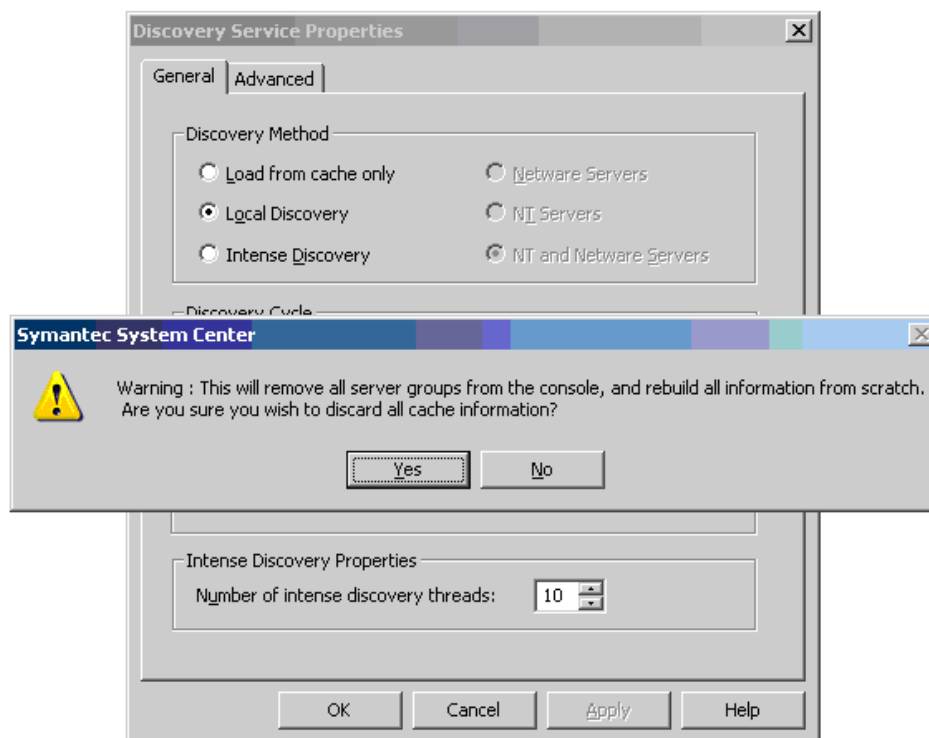 Discovery Service Properties
General
Advanced
Discovery Method
Load from cache only
Netware Servers
Local Discovery
NT Servers
Intense Discovery
NT and Netware Servers
Discovery Cycle
Symantec System Center
Warning : This will remove all server groups from the console, and rebuild all information from scratch.
Are you sure you wish to discard all cache information?
Yes
No
Intense Discovery Properties
Number of intense discovery threads:
10
OK
Cancel
Apply
Help